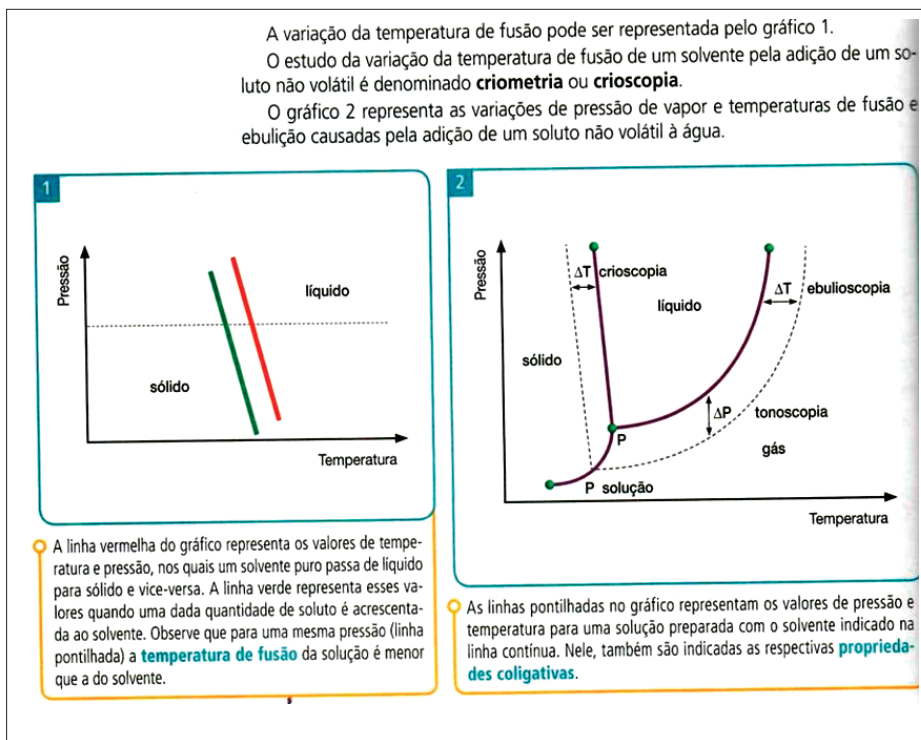 A variação da temperatura de fusão pode ser representada pelo gráfico 1.
O estudo da variação da temperatura de fusão de um solvente pela adição de um so-
luto não volátil é denominado criometria ou crioscopia.
O gráfico 2 representa as variações de pressão de vapor e temperaturas de fusão e
ebulição causadas pela adição de um soluto não volátil à água.
1
Pressão
líquido
sólido
Temperatura
A linha vermelha do gráfico representa os valores de tempe-
ratura e pressão, nos quais um solvente puro passa de líquido
para sólido e vice-versa. A linha verde representa esses va-
lores quando uma dada quantidade de soluto é acrescenta-
da ao solvente. Observe que para uma mesma pressão (linha
pontilhada) a temperatura de fusão da solução é menor
que a do solvente.
2
Pressão
ΔT crioscopia
ΔT ebulioscopia
líquido
sólido
ΔP tonoscopia
P
gás
P solução
Temperatura
As linhas pontilhadas no gráfico representam os valores de pressão e
temperatura para uma solução preparada com o solvente indicado na
linha contínua. Nele, também são indicadas as respectivas proprieda-
des coligativas.